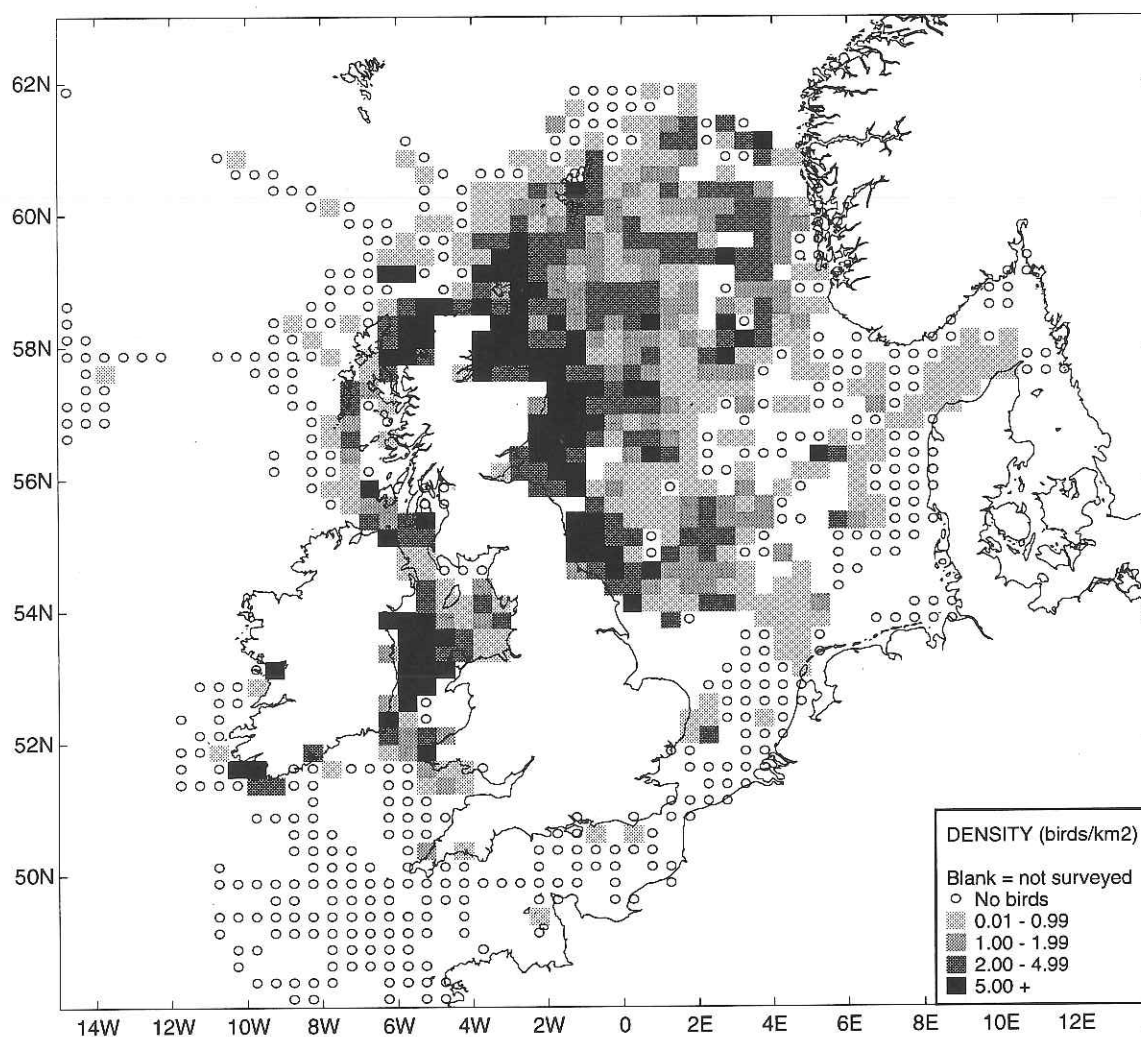 62N
60N
58N
56N
54N
52N
50N
14W 12W 10W 8W 6W 4W 2W 0 2E 4E 6E 8E 10E 12E
DENSITY (birds/km2)
Blank = not surveyed
No birds
0.01 - 0.99
1.00 - 1.99
2.00 - 4.99
5.00 +